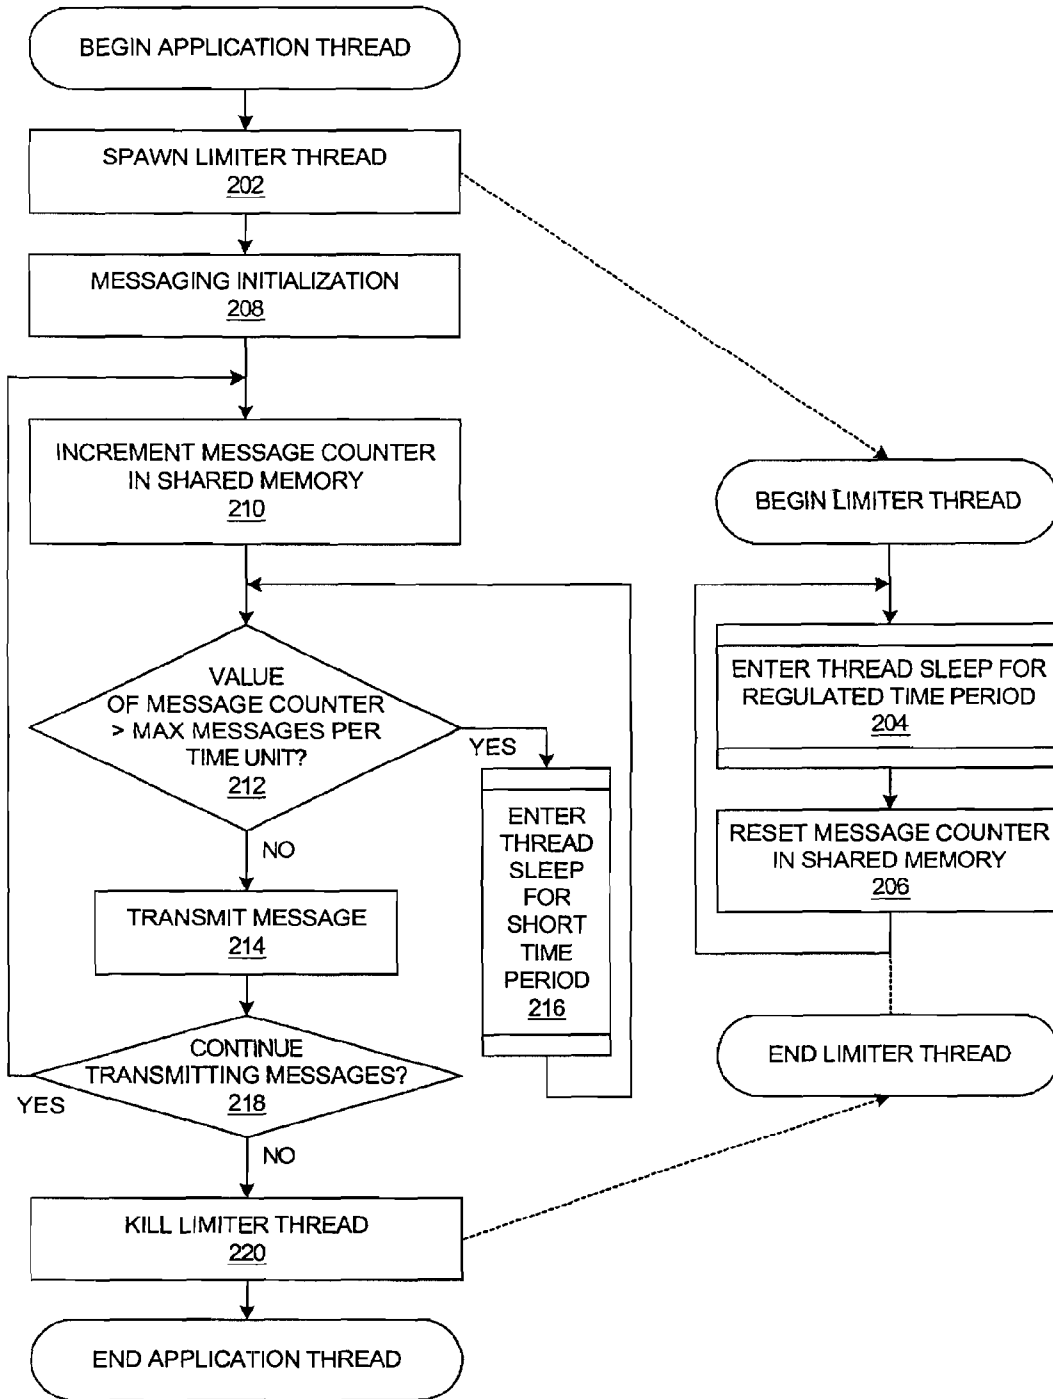 BEGIN APPLICATION THREAD
SPAWN LIMITER THREAD
202
MESSAGING INITIALIZATION
208
INCREMENT MESSAGE COUNTER
IN SHARED MEMORY
210
VALUE
OF MESSAGE COUNTER
> MAX MESSAGES PER
TIME UNIT?
212
YES
NO
ENTER
THREAD
SLEEP
FOR
SHORT
TIME
PERIOD
216
TRANSMIT MESSAGE
214
CONTINUE
TRANSMITTING MESSAGES?
218
YES
NO
KILL LIMITER THREAD
220
END APPLICATION THREAD
BEGIN LIMITER THREAD
ENTER THREAD SLEEP FOR
REGULATED TIME PERIOD
204
RESET MESSAGE COUNTER
IN SHARED MEMORY
206
END LIMITER THREAD